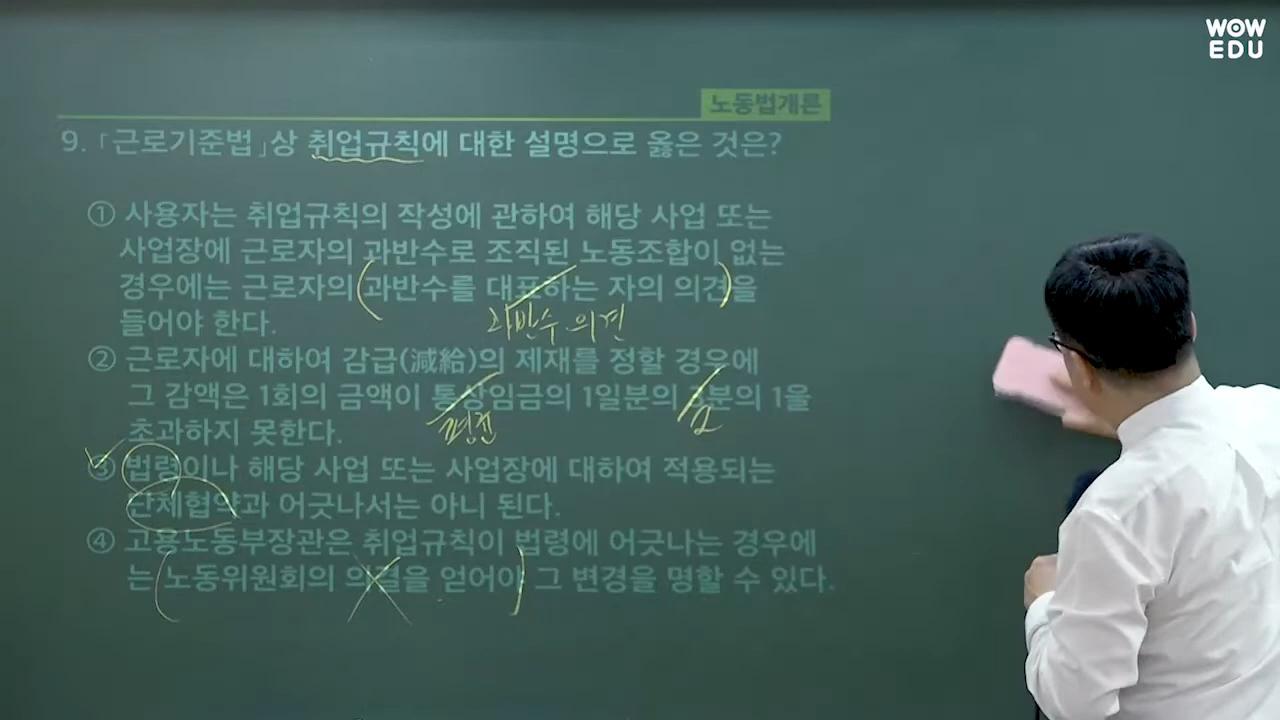 WOW
EDU
노동법개론
9. 「근로기준법」상 취업규칙에 대한 설명으로 옳은 것은?
① 사용자는 취업규칙의 작성에 관하여 해당 사업 또는
사업장에 근로자의 과반수로 조직된 노동조합이 없는
경우에는 근로자의 과반수를 대표하는 자의 의견을
들어야 한다.
과반수 의견
② 근로자에 대하여 감급(減給)의 제재를 정할 경우에
그 감액은 1회의 금액이 통상임금의 1일분의 분의 1을
초과하지 못한다.
평균
③ 법령이나 해당 사업 또는 사업장에 대하여 적용되는
단체협약과 어긋나서는 아니 된다.
④ 고용노동부장관은 취업규칙이 법령에 어긋나는 경우에
는 노동위원회의 의결을 얻어야 그 변경을 명할 수 있다.